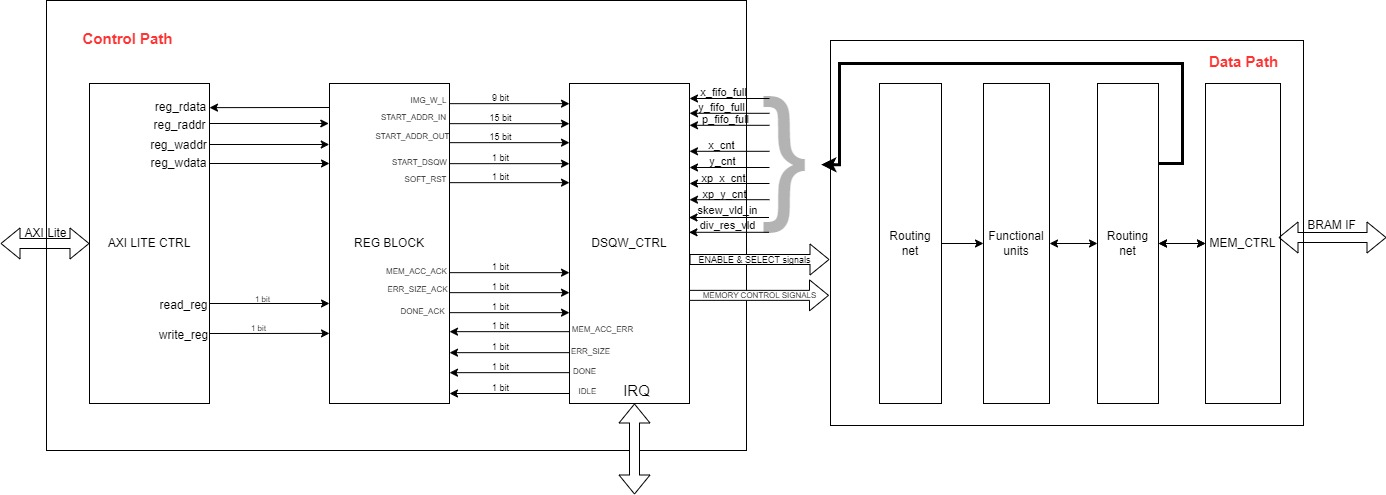 Control Path
Data Path
AXI Lite
AXI LITE CTRL
reg_rdata
reg_raddr
reg_waddr
reg_wdata
read_reg
write_reg
1 bit
1 bit
REG BLOCK
IMG_W_L
START_ADDR_IN
START_ADDR_OUT
START_DSQW
SOFT_RST
MEM_ACC_ACK
ERR_SIZE_ACK
DONE_ACK
9 bit
15 bit
15 bit
1 bit
1 bit
1 bit
1 bit
1 bit
1 bit
1 bit
1 bit
1 bit
MEM_ACC_ERR
ERR_SIZE
DONE
IDLE
DSQW_CTRL
IRQ
x_fifo_full
y_fifo_full
p_fifo_full
x_cnt
y_cnt
xp_x_cnt
xp_y_cnt
skew_vld_in
div_res_vld
ENABLE & SELECT signals
MEMORY CONTROL SIGNALS
Routing
net
Functional
units
Routing
net
MEM_CTRL
BRAM IF